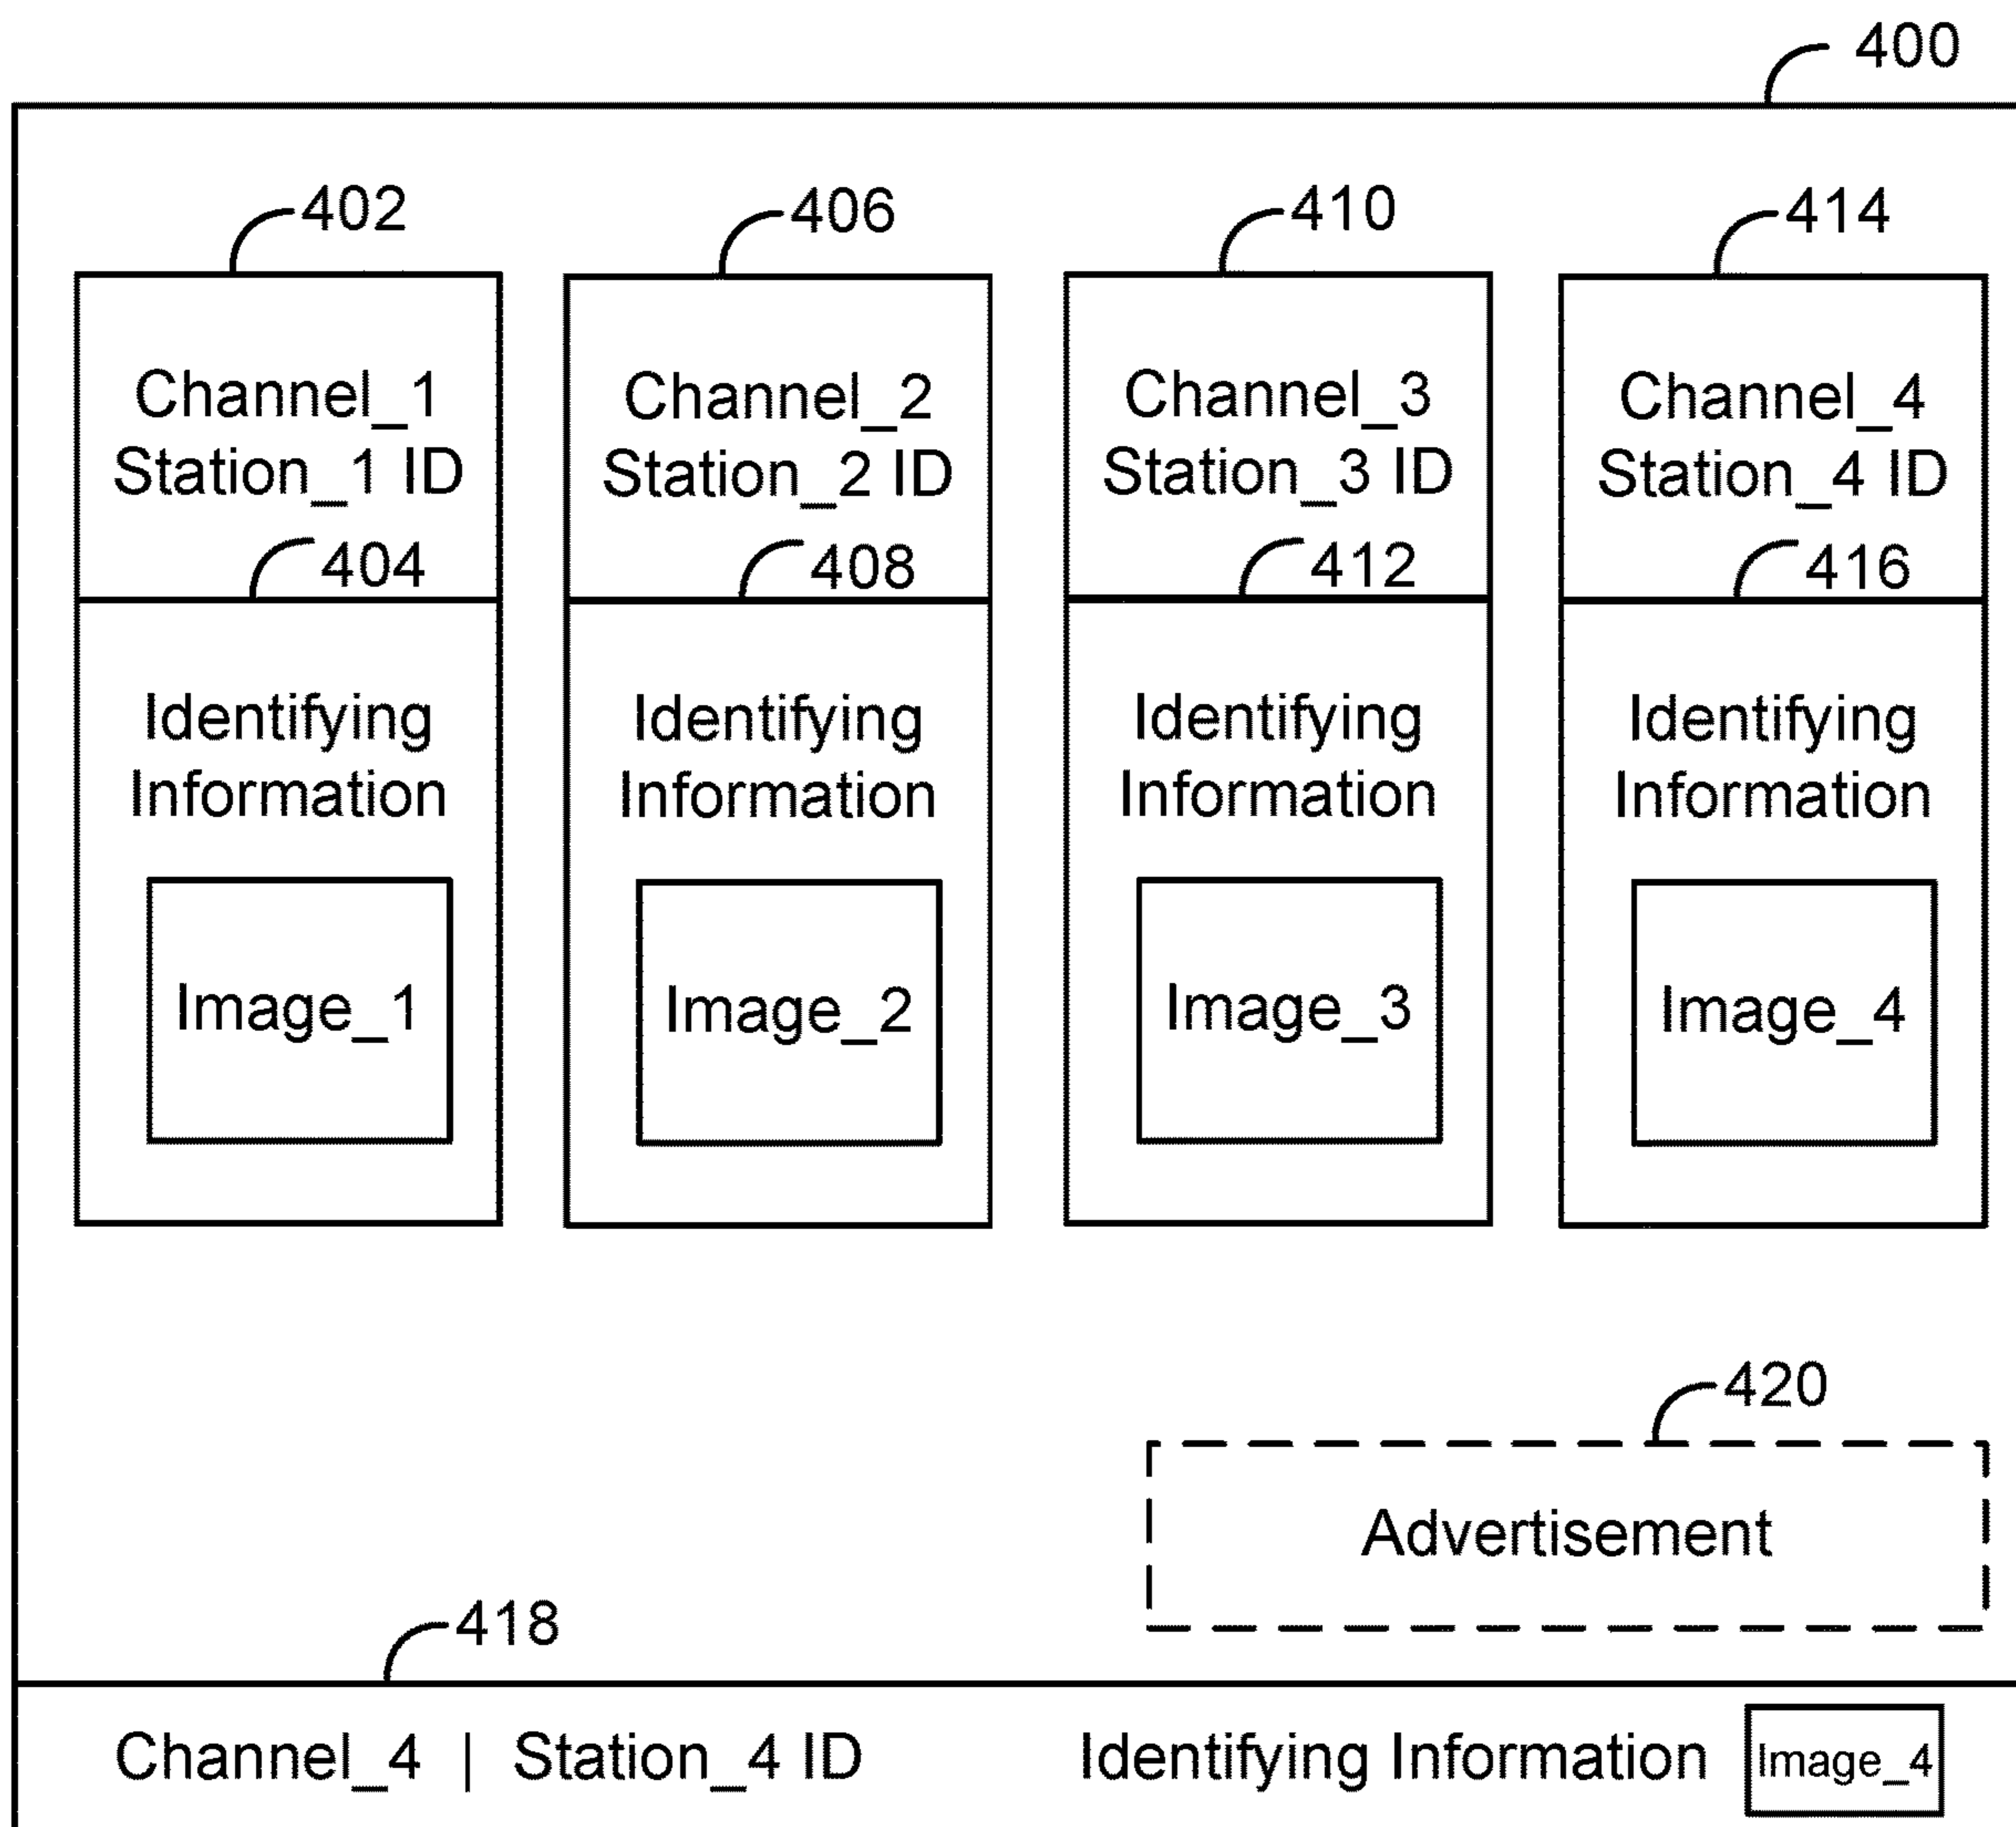 400
402
406
410
414
Channel_1
Station_1 ID
Channel_2
Station_2 ID
Channel_3
Station_3 ID
Channel_4
Station_4 ID
404
408
412
416
Identifying
Information
Identifying
Information
Identifying
Information
Identifying
Information
Image_1
Image_2
Image_3
Image_4
420
Advertisement
418
Channel_4 | Station_4 ID
Identifying Information
Image_4